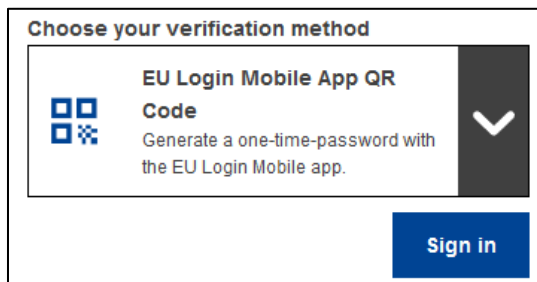 Choose your verification method
EU Login Mobile App QR
Code
Generate a one-time-password with
the EU Login Mobile app.
Sign in